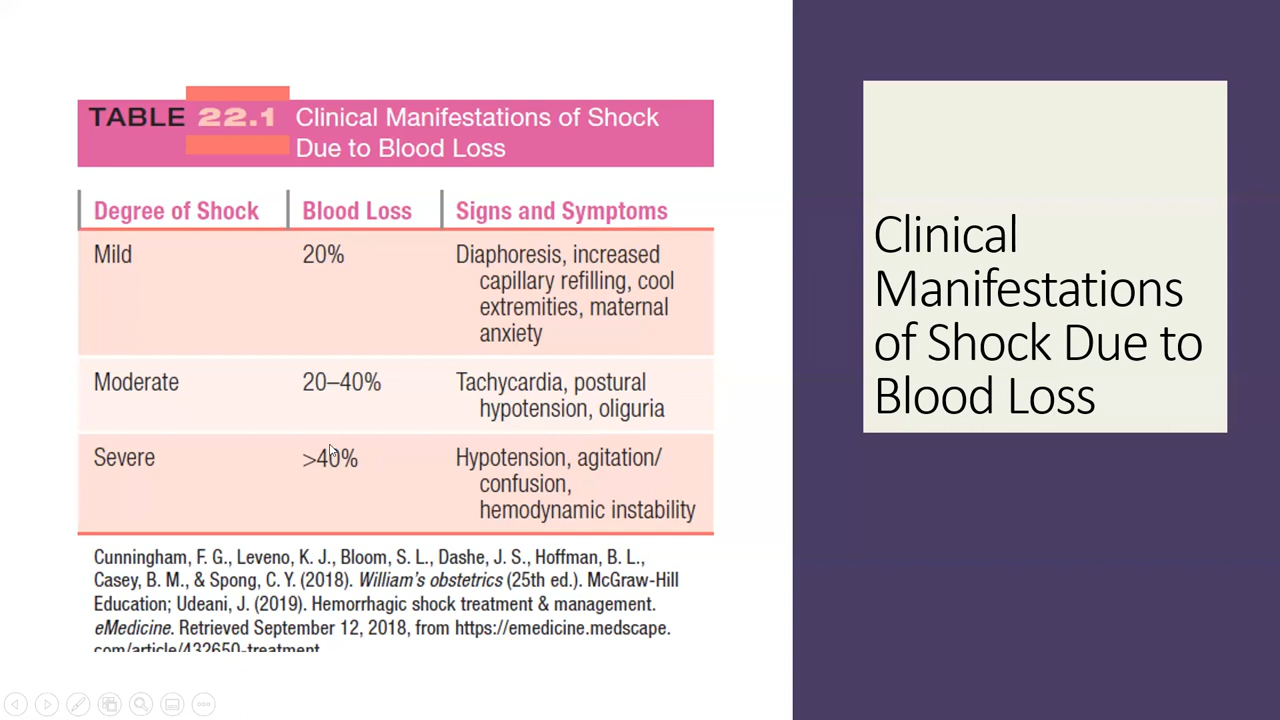 TABLE 22.1 Clinical Manifestations of Shock
Due to Blood Loss
Degree of Shock Blood Loss Signs and Symptoms
Mild 20% Diaphoresis, increased
capillary refilling, cool
extremities, maternal
anxiety
Moderate 20–40% Tachycardia, postural
hypotension, oliguria
Severe >40% Hypotension, agitation/
confusion,
hemodynamic instability
Cunningham, F. G., Leveno, K. J., Bloom, S. L., Dashe, J. S., Hoffman, B. L.,
Casey, B. M., & Spong, C. Y. (2018). William’s obstetrics (25th ed.). McGraw-Hill
Education; Udeani, J. (2019). Hemorrhagic shock treatment & management.
eMedicine. Retrieved September 12, 2018, from https://emedicine.medscape.
com/article/432650-treatment
Clinical
Manifestations
of Shock Due to
Blood Loss